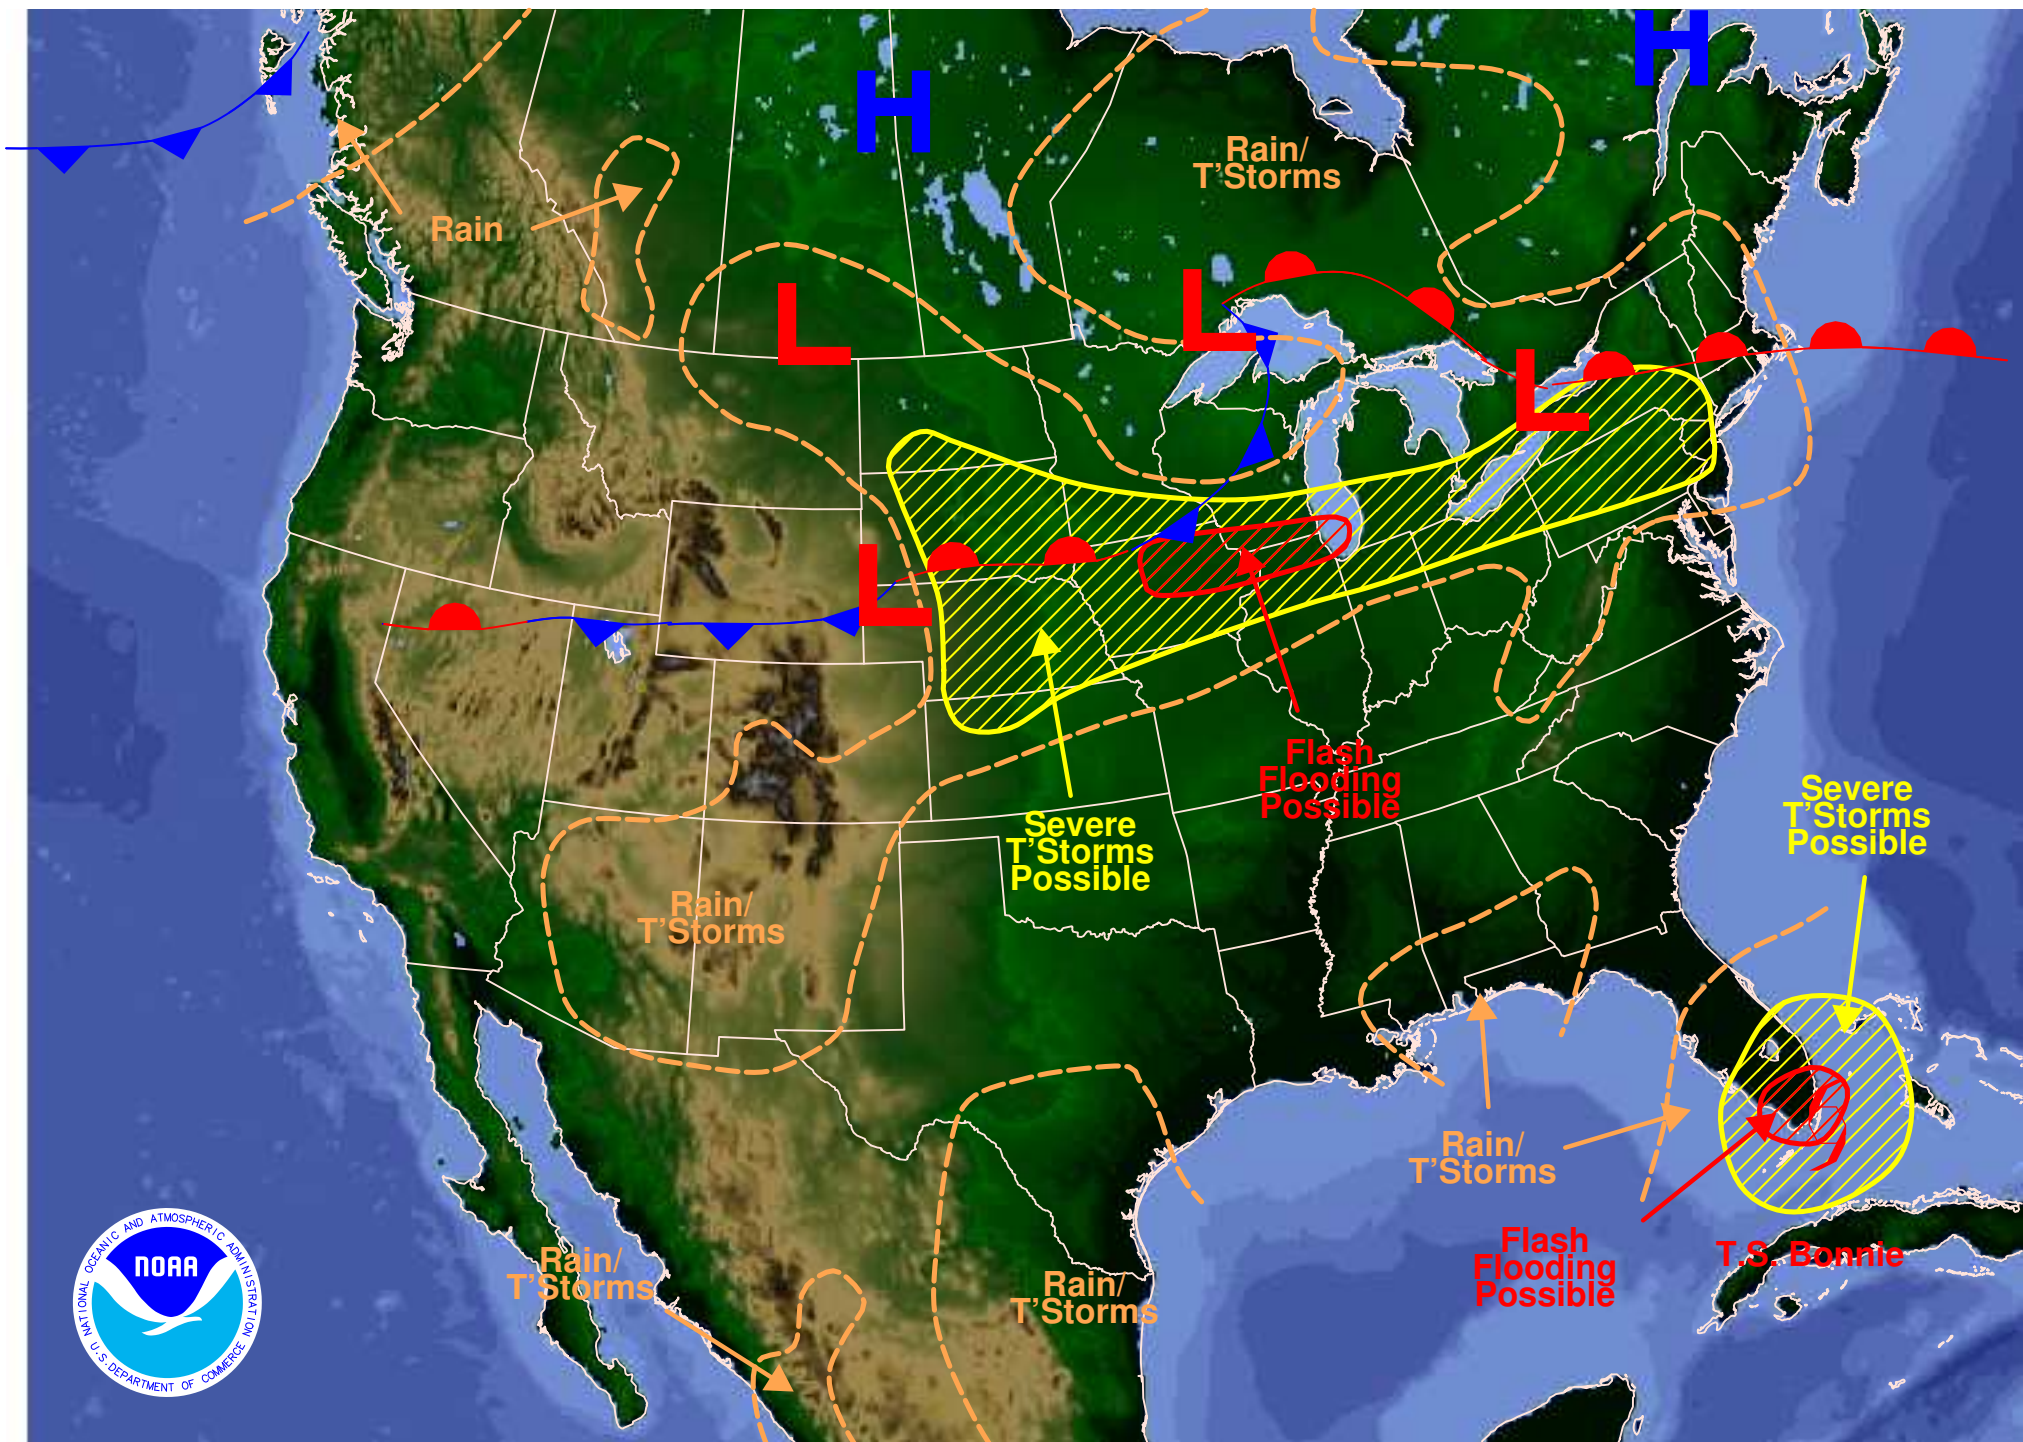 H
H
Rain/
T'Storms
Rain
L
L
L
L
Flash
Flooding
Possible
Severe
T'Storms
Possible
Severe
T'Storms
Possible
Rain/
T'Storms
Rain/
T'Storms
Flash
Flooding
Possible
T.S. Bonnie
Rain/
T'Storms
Rain/
T'Storms
NATIONAL OCEANIC AND ATMOSPHERIC ADMINISTRATION
NOAA
U.S. DEPARTMENT OF COMMERCE